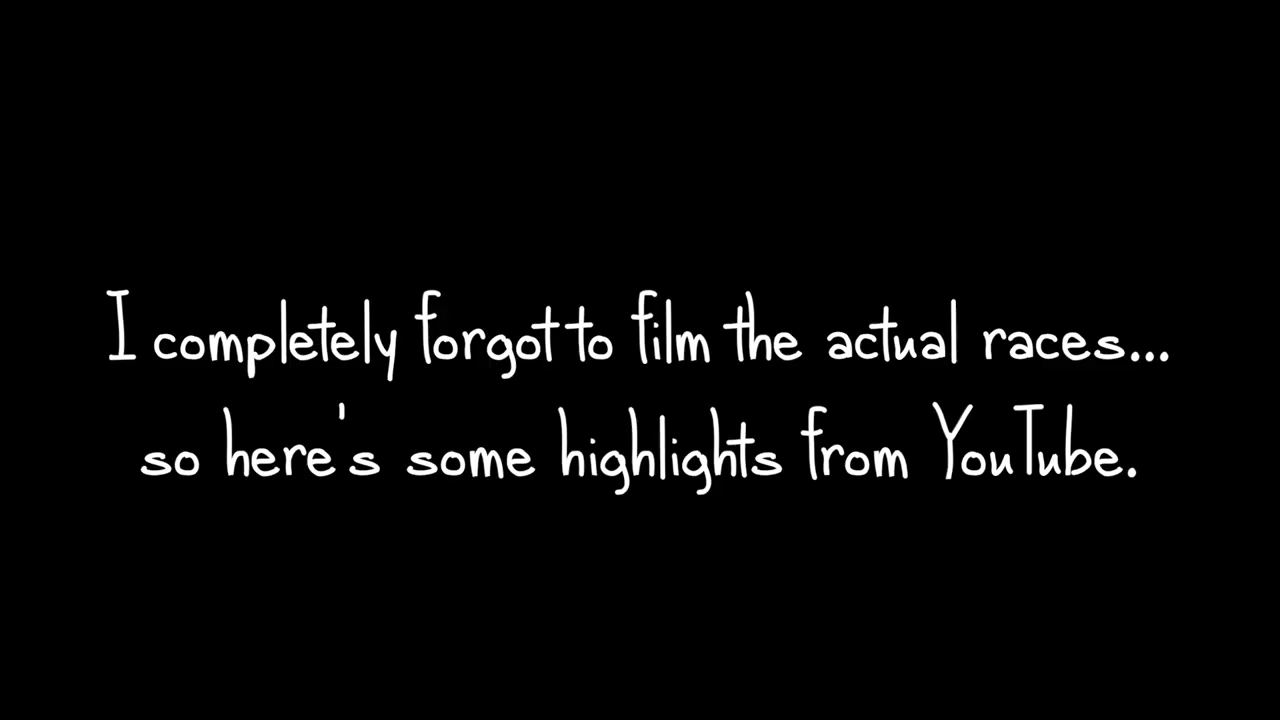 I completely forgot to film the actual races...
so here's some highlights from YouTube.